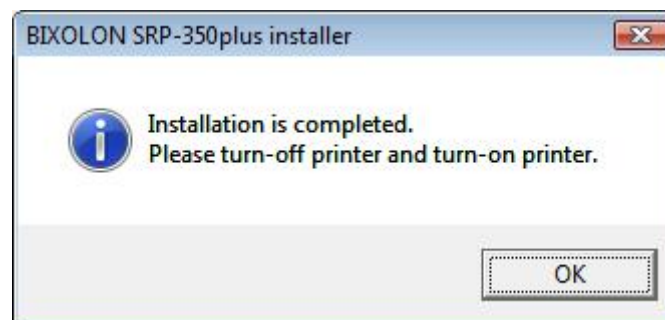 BIXOLON SRP-350plus installer
Installation is completed.
Please turn-off printer and turn-on printer.
OK